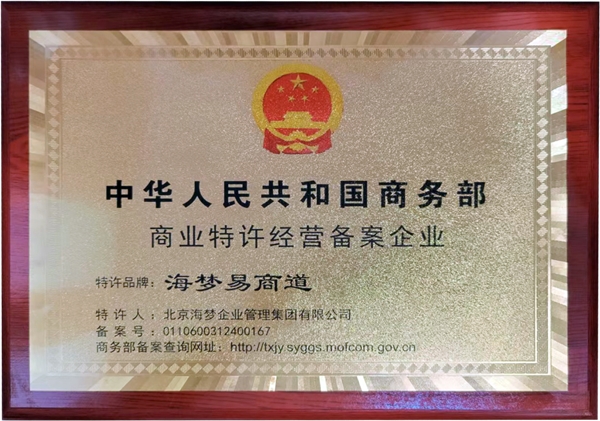 中华人民共和国商务部
商业特许经营备案企业
特许品牌：海梦易商道
特许人：北京海梦企业管理集团有限公司
备案号：0110600312400167
商务部备案查询网址：http://txjy.syggs.mofcom.gov.cn